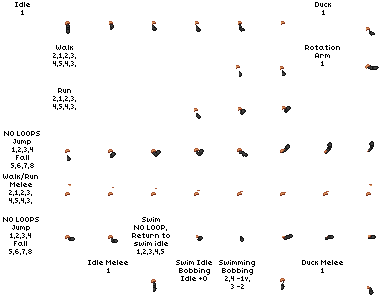 Idle
1
Duck
1
Walk
2,1,2,3,
4,5,4,3,
Rotation
Arm
1
Run
2,1,2,3,
4,5,4,3,
NO LOOPS
Jump
1,2,3,4
Fall
5,6,7,8
Walk/Run
Melee
2,1,2,3,
4,5,4,3,
NO LOOPS
Jump
1,2,3,4
Fall
5,6,7,8
Swim
NO LOOP,
Return to
swim idle
1,2,3,4,5
Idle Melee
1
Swim Idle
Bobbing
Idle +0
Swimming
Bobbing
2,4 -1v,
3 -2
Duck Melee
1